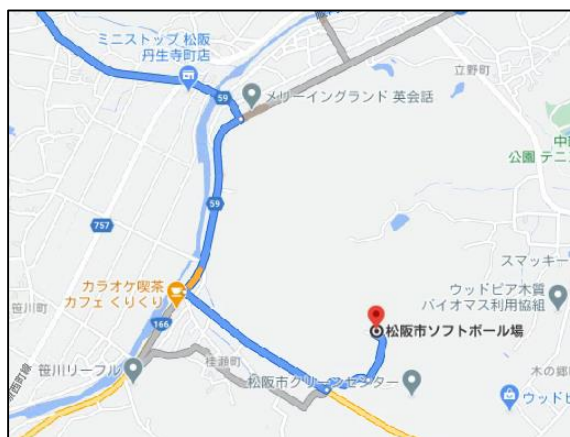 ミニストップ 松阪
丹生寺町店
立野町
59
メリーイングランド 英会話
公園 テニ
59
757
カラオケ喫茶
カフェ くりくり
スマッキー
ウッドピア木質
バイオマス利用協組
笹川町
166
松阪市ソフトボール場
笹川リーフル
桂瀬町
松阪市クリーンセンター
木の郷町
ウッドピ